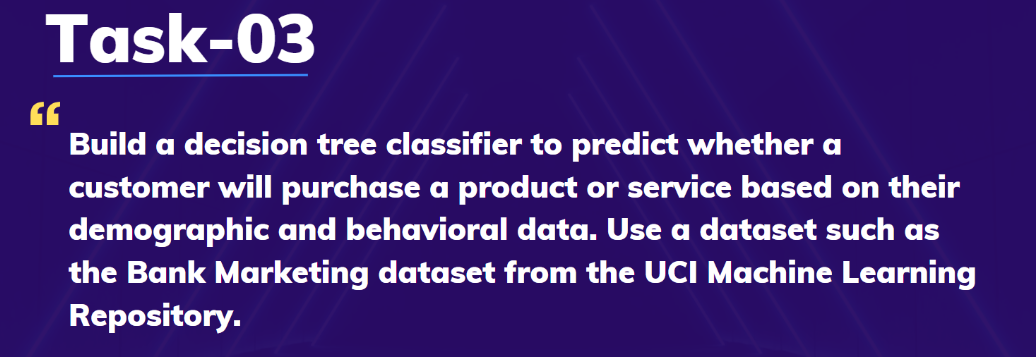 Task-03
“
Build a decision tree classifier to predict whether a
customer will purchase a product or service based on their
demographic and behavioral data. Use a dataset such as
the Bank Marketing dataset from the UCI Machine Learning
Repository.